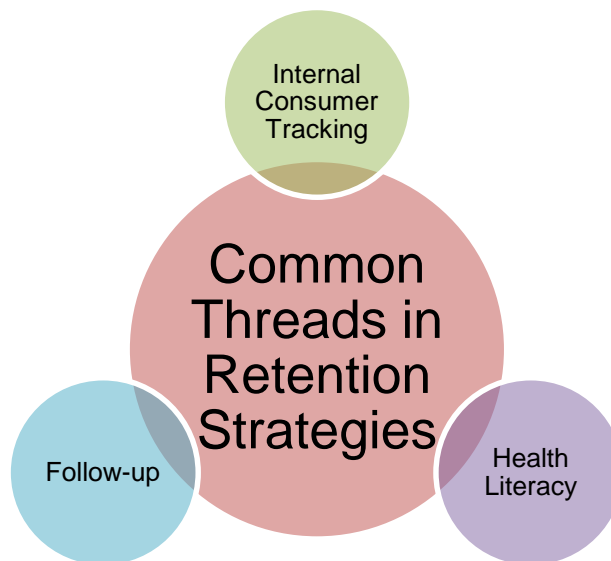 Internal
Consumer
Tracking
Common
Threads in
Retention
Strategies
Follow-up
Health
Literacy